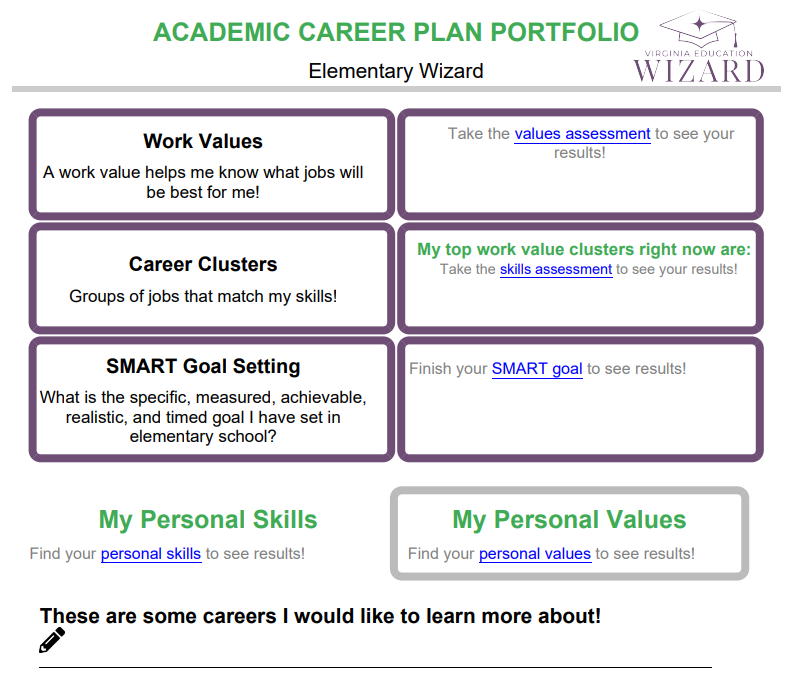 ACADEMIC CAREER PLAN PORTFOLIO
VIRGINIA EDUCATION
WIZARD
Elementary Wizard
Work Values
A work value helps me know what jobs will
be best for me!
Take the values assessment to see your
results!
Career Clusters
Groups of jobs that match my skills!
My top work value clusters right now are:
Take the skills assessment to see your results!
SMART Goal Setting
What is the specific, measured, achievable,
realistic, and timed goal I have set in
elementary school?
Finish your SMART goal to see results!
My Personal Skills
Find your personal skills to see results!
My Personal Values
Find your personal values to see results!
These are some careers I would like to learn more about!